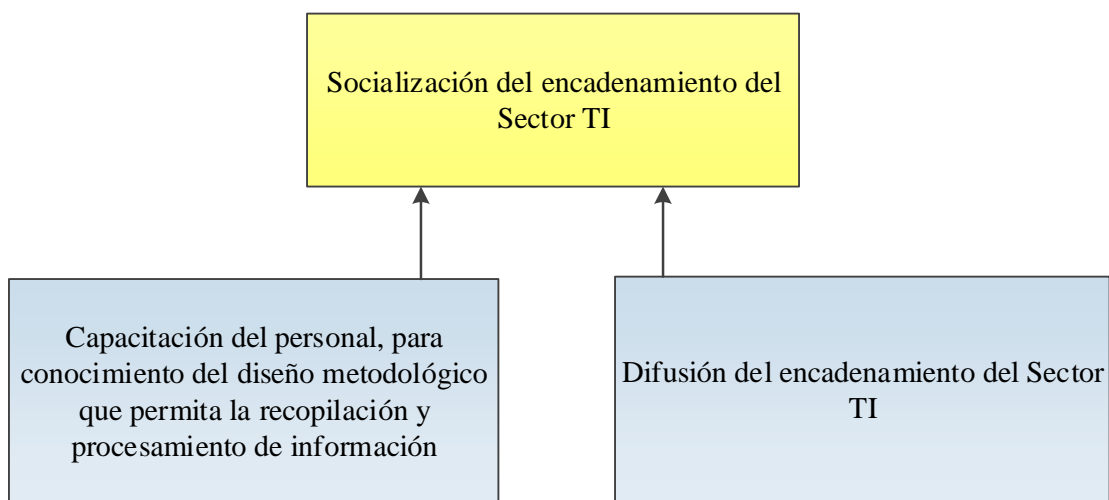 Socialización del encadenamiento del
Sector TI
Capacitación del personal, para
conocimiento del diseño metodológico
que permita la recopilación y
procesamiento de información
Difusión del encadenamiento del Sector
TI